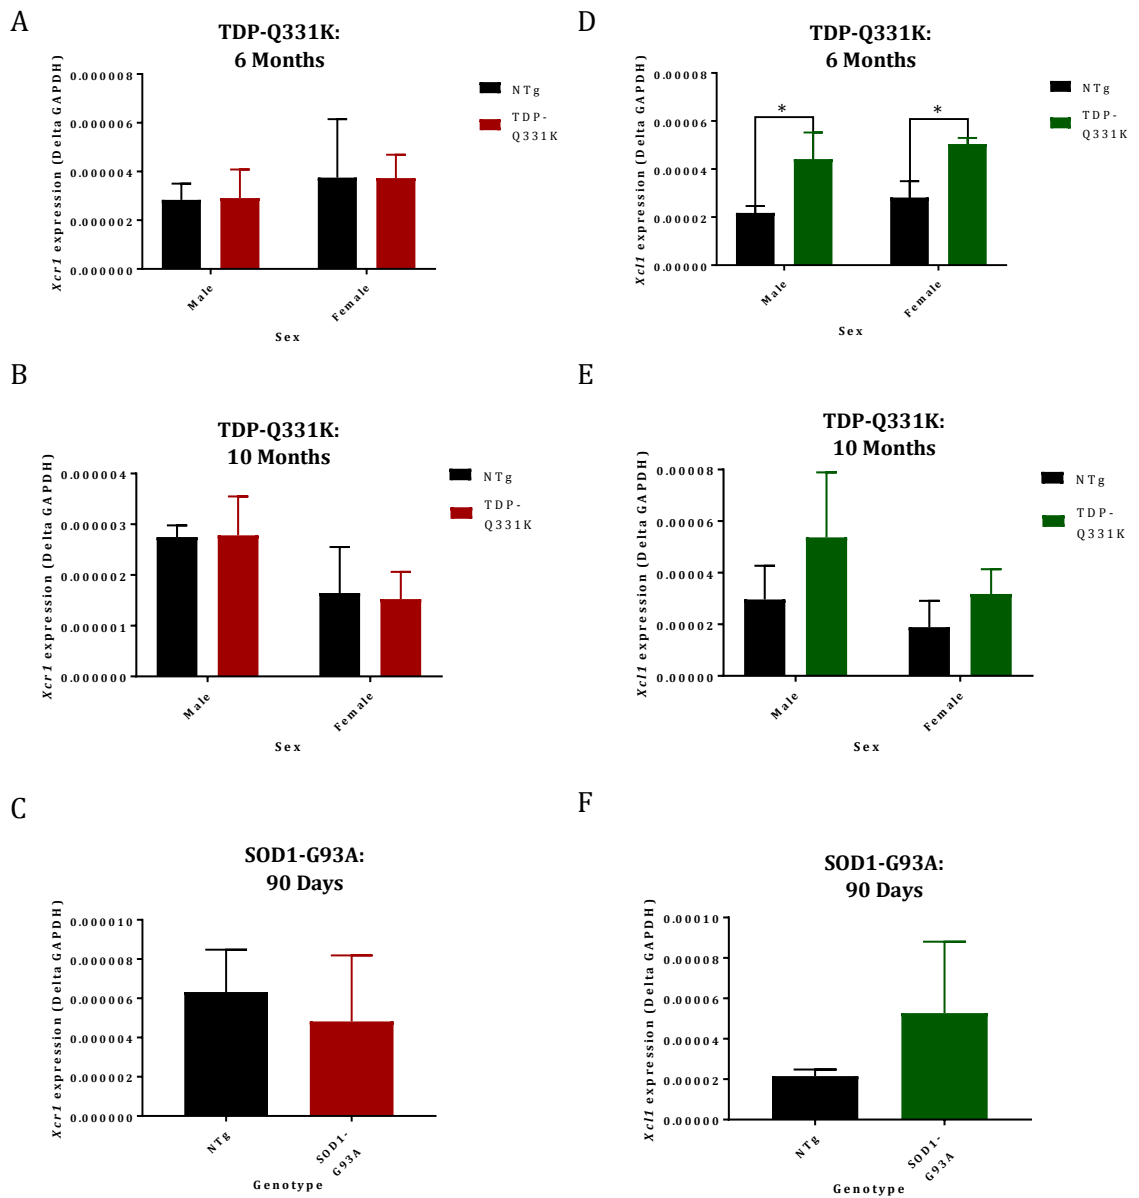 A
TDP-Q331K:
6 Months
Xcr1 expression (Delta GAPDH)
0.000008
0.000006
0.000004
0.000002
0.000000
Male
Female
Sex
NTg
TDP-
Q331K
D
TDP-Q331K:
6 Months
Xcl1 expression (Delta GAPDH)
0.00008
0.00006
0.00004
0.00002
0.00000
*
*
Male
Female
Sex
NTg
TDP-
Q331K
B
TDP-Q331K:
10 Months
Xcr1 expression (Delta GAPDH)
0.000004
0.000003
0.000002
0.000001
0.000000
Male
Female
Sex
NTg
TDP-
Q331K
E
TDP-Q331K:
10 Months
Xcl1 expression (Delta GAPDH)
0.00008
0.00006
0.00004
0.00002
0.00000
Male
Female
Sex
NTg
TDP-
Q331K
C
SOD1-G93A:
90 Days
Xcr1 expression (Delta GAPDH)
0.000010
0.000008
0.000006
0.000004
0.000002
0.000000
NTg
SOD1-
G93A
Genotype
F
SOD1-G93A:
90 Days
Xcl1 expression (Delta GAPDH)
0.00010
0.00008
0.00006
0.00004
0.00002
0.00000
NTg
SOD1-
G93A
Genotype